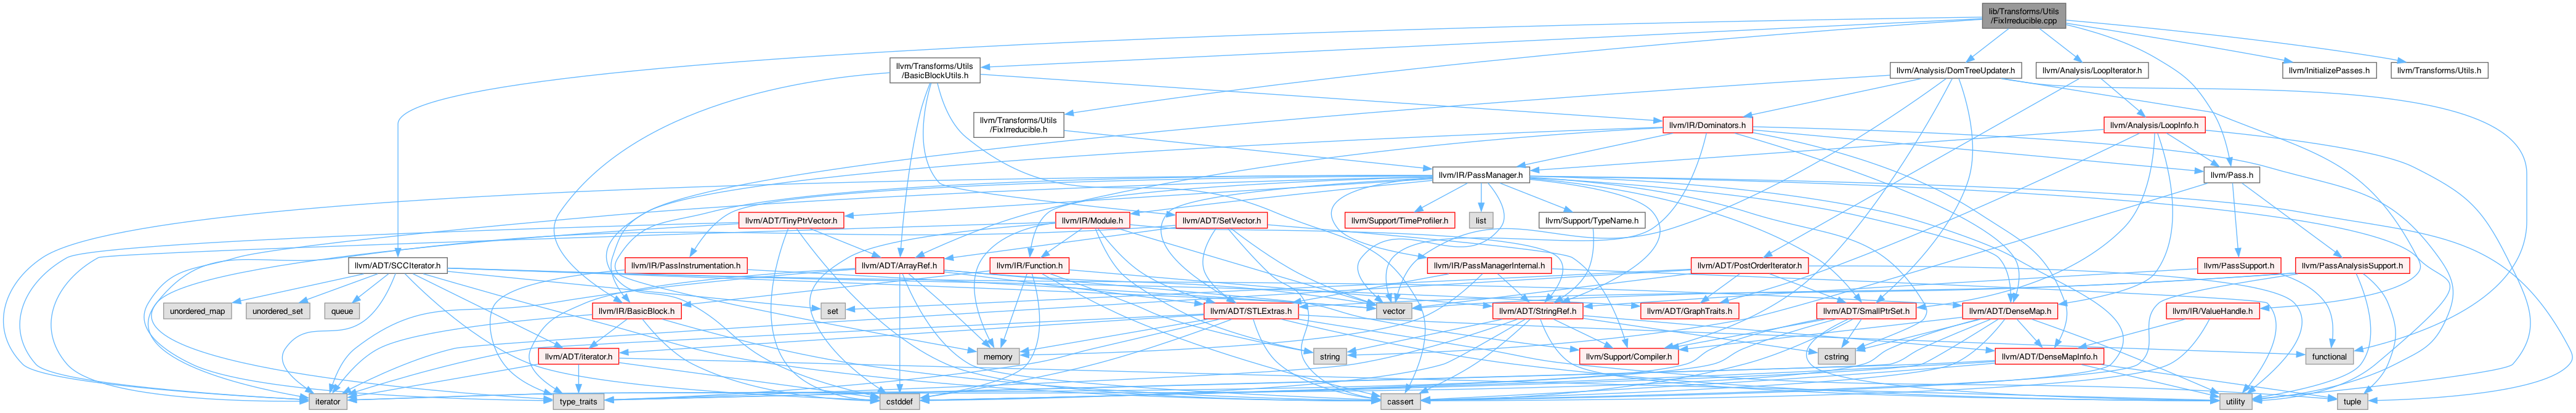 lib/Transforms/Utils
/FixIrreducible.cpp
llvm/Transforms/Utils
/BasicBlockUtils.h
llvm/Analysis/DomTreeUpdater.h
llvm/Analysis/LoopIterator.h
llvm/InitializePasses.h
llvm/Transforms/Utils.h
llvm/Transforms/Utils
/FixIrreducible.h
llvm/IR/Dominators.h
llvm/Analysis/LoopInfo.h
llvm/IR/PassManager.h
llvm/Pass.h
llvm/ADT/TinyPtrVector.h
llvm/IR/Module.h
llvm/ADT/SetVector.h
llvm/Support/TimeProfiler.h
list
llvm/Support/TypeName.h
llvm/ADT/SCCIterator.h
llvm/IR/PassInstrumentation.h
llvm/ADT/ArrayRef.h
llvm/IR/Function.h
llvm/IR/PassManagerInternal.h
llvm/ADT/PostOrderIterator.h
llvm/PassSupport.h
llvm/PassAnalysisSupport.h
unordered_map
unordered_set
queue
llvm/IR/BasicBlock.h
set
llvm/ADT/STLExtras.h
vector
llvm/ADT/StringRef.h
llvm/ADT/GraphTraits.h
llvm/ADT/SmallPtrSet.h
llvm/ADT/DenseMap.h
llvm/IR/ValueHandle.h
llvm/ADT/iterator.h
memory
string
llvm/Support/Compiler.h
cstring
llvm/ADT/DenseMapInfo.h
functional
iterator
type_traits
cstddef
cassert
utility
tuple